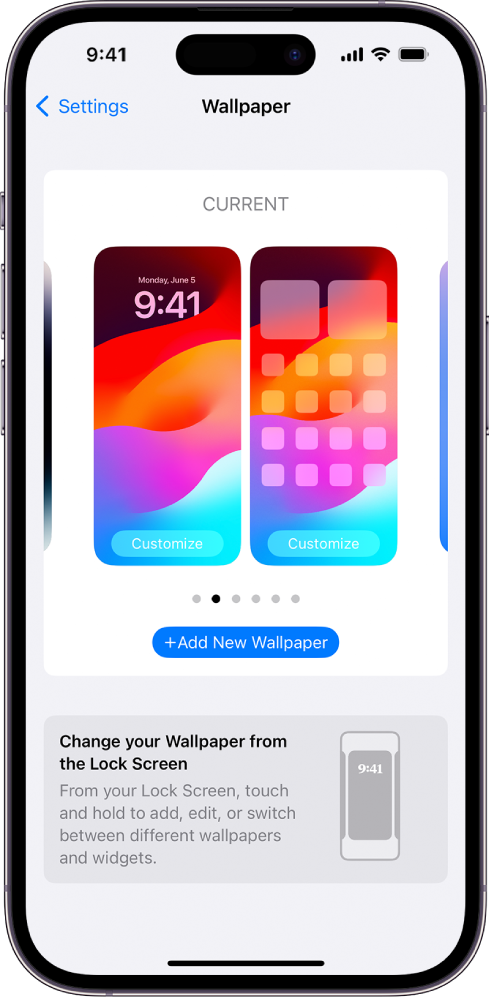 9:41
Settings
Wallpaper
CURRENT
Monday, June 5
9:41
Customize
Customize
+Add New Wallpaper
Change your Wallpaper from
the Lock Screen
9:41
From your Lock Screen, touch
and hold to add, edit, or switch
between different wallpapers
and widgets.